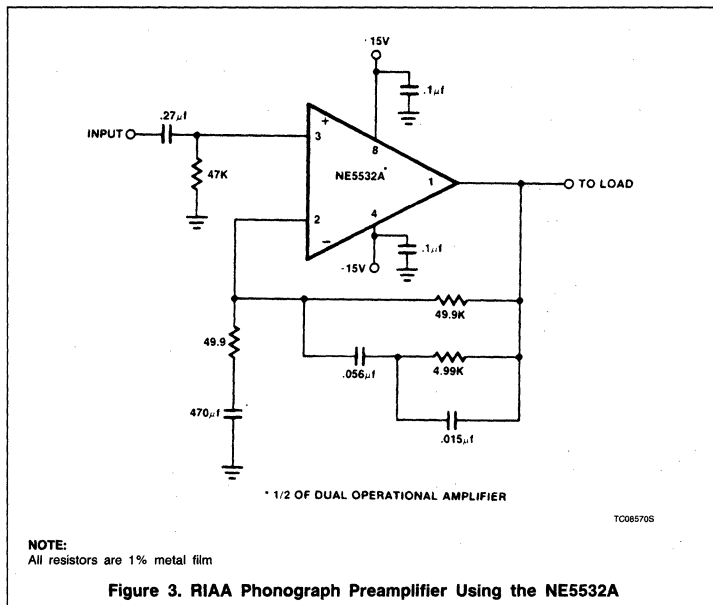 ·15V
.1µf
.27µf
INPUT
3
+
8
47K
NE5532A*
1
TO LOAD
2
−
4
.1µf
-15V
49.9K
49.9
.056µf
4.99K
470µf
.015µf
* 1/2 OF DUAL OPERATIONAL AMPLIFIER
TC08570S
NOTE:
All resistors are 1% metal film
Figure 3. RIAA Phonograph Preamplifier Using the NE5532A